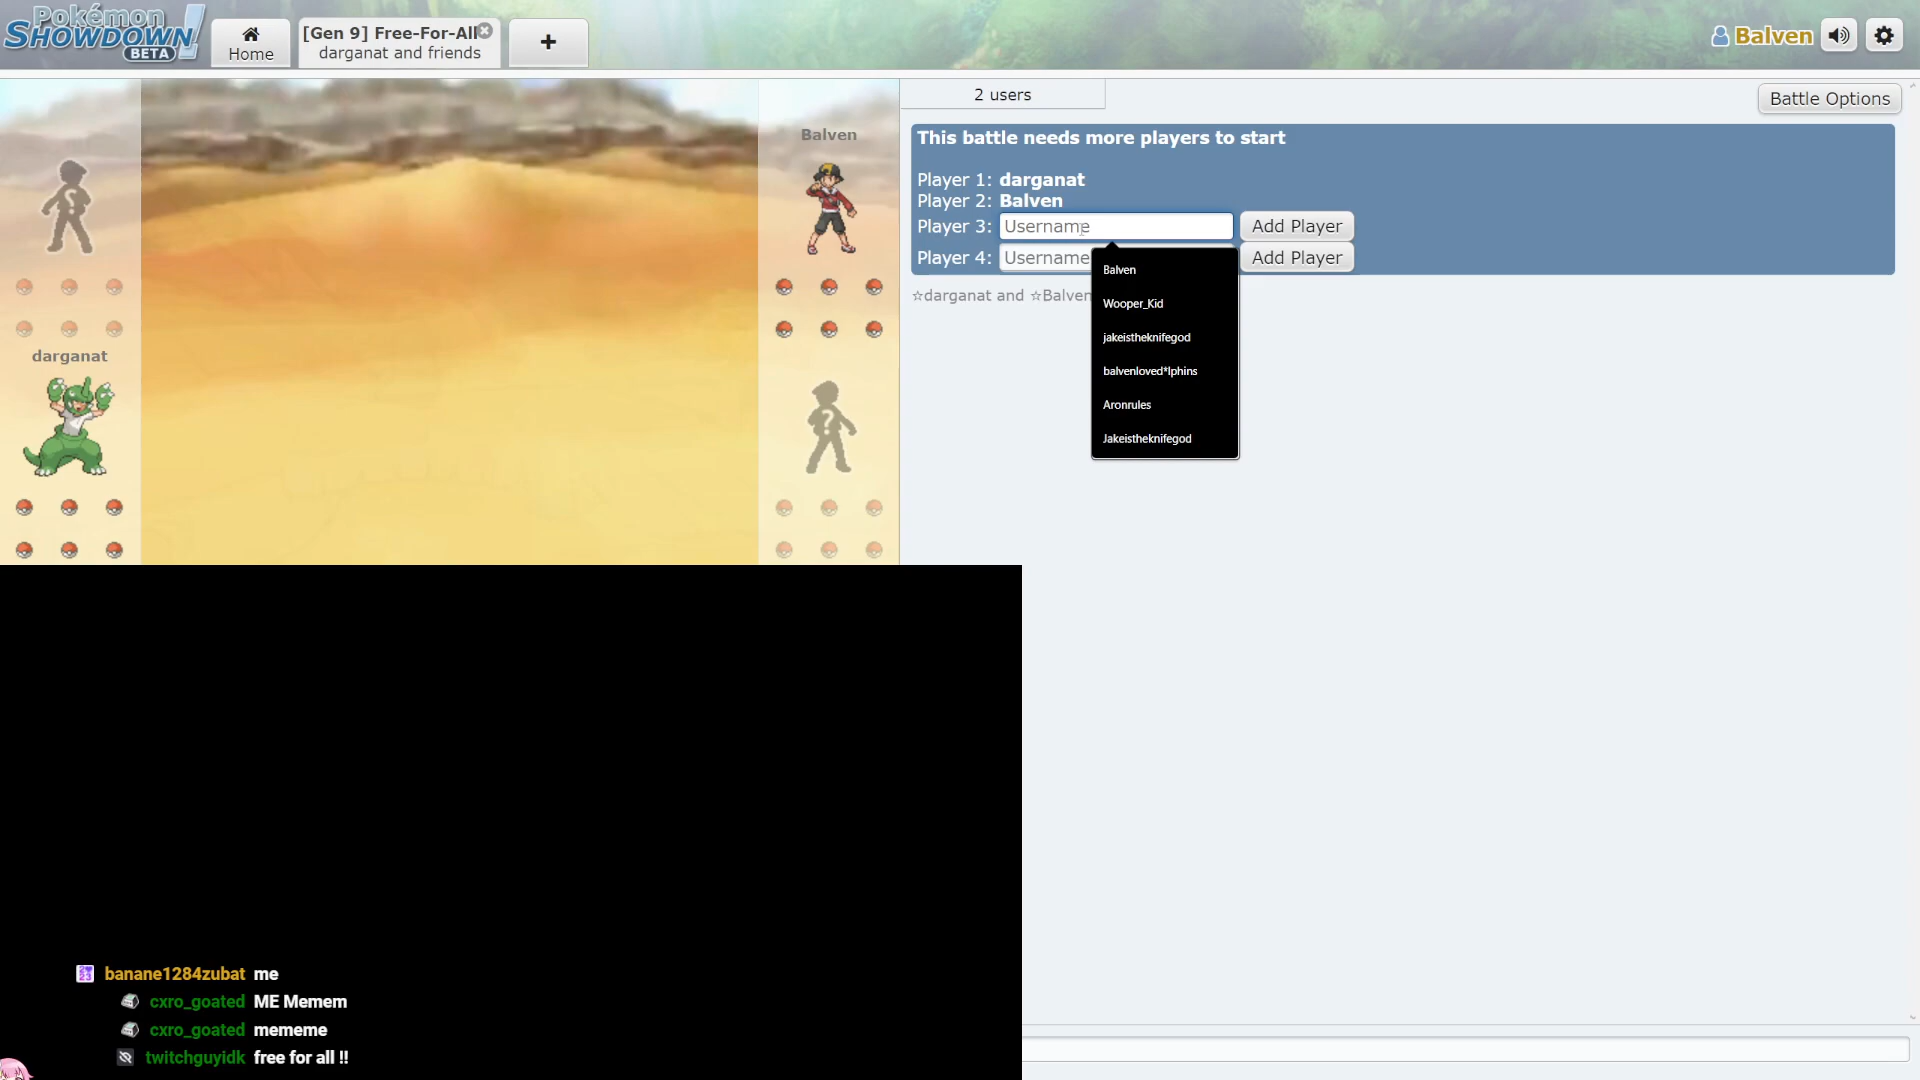 Pokémon
SHOWDOWN!
BETA
Home
[Gen 9] Free-For-All
darganat and friends
+
Balven
2 users
Battle Options
This battle needs more players to start
Balven
Player 1: darganat
Player 2: Balven
Player 3: Username Add Player
Player 4: Username Add Player
☆darganat and ☆Balven
Balven
Wooper_Kid
jakeistheknifegod
balvenloved*lphins
Aronrules
Jakeistheknifegod
darganat
banane1284zubat me
cxro_goated ME Memem
cxro_goated mememe
twitchguyidk free for all !!